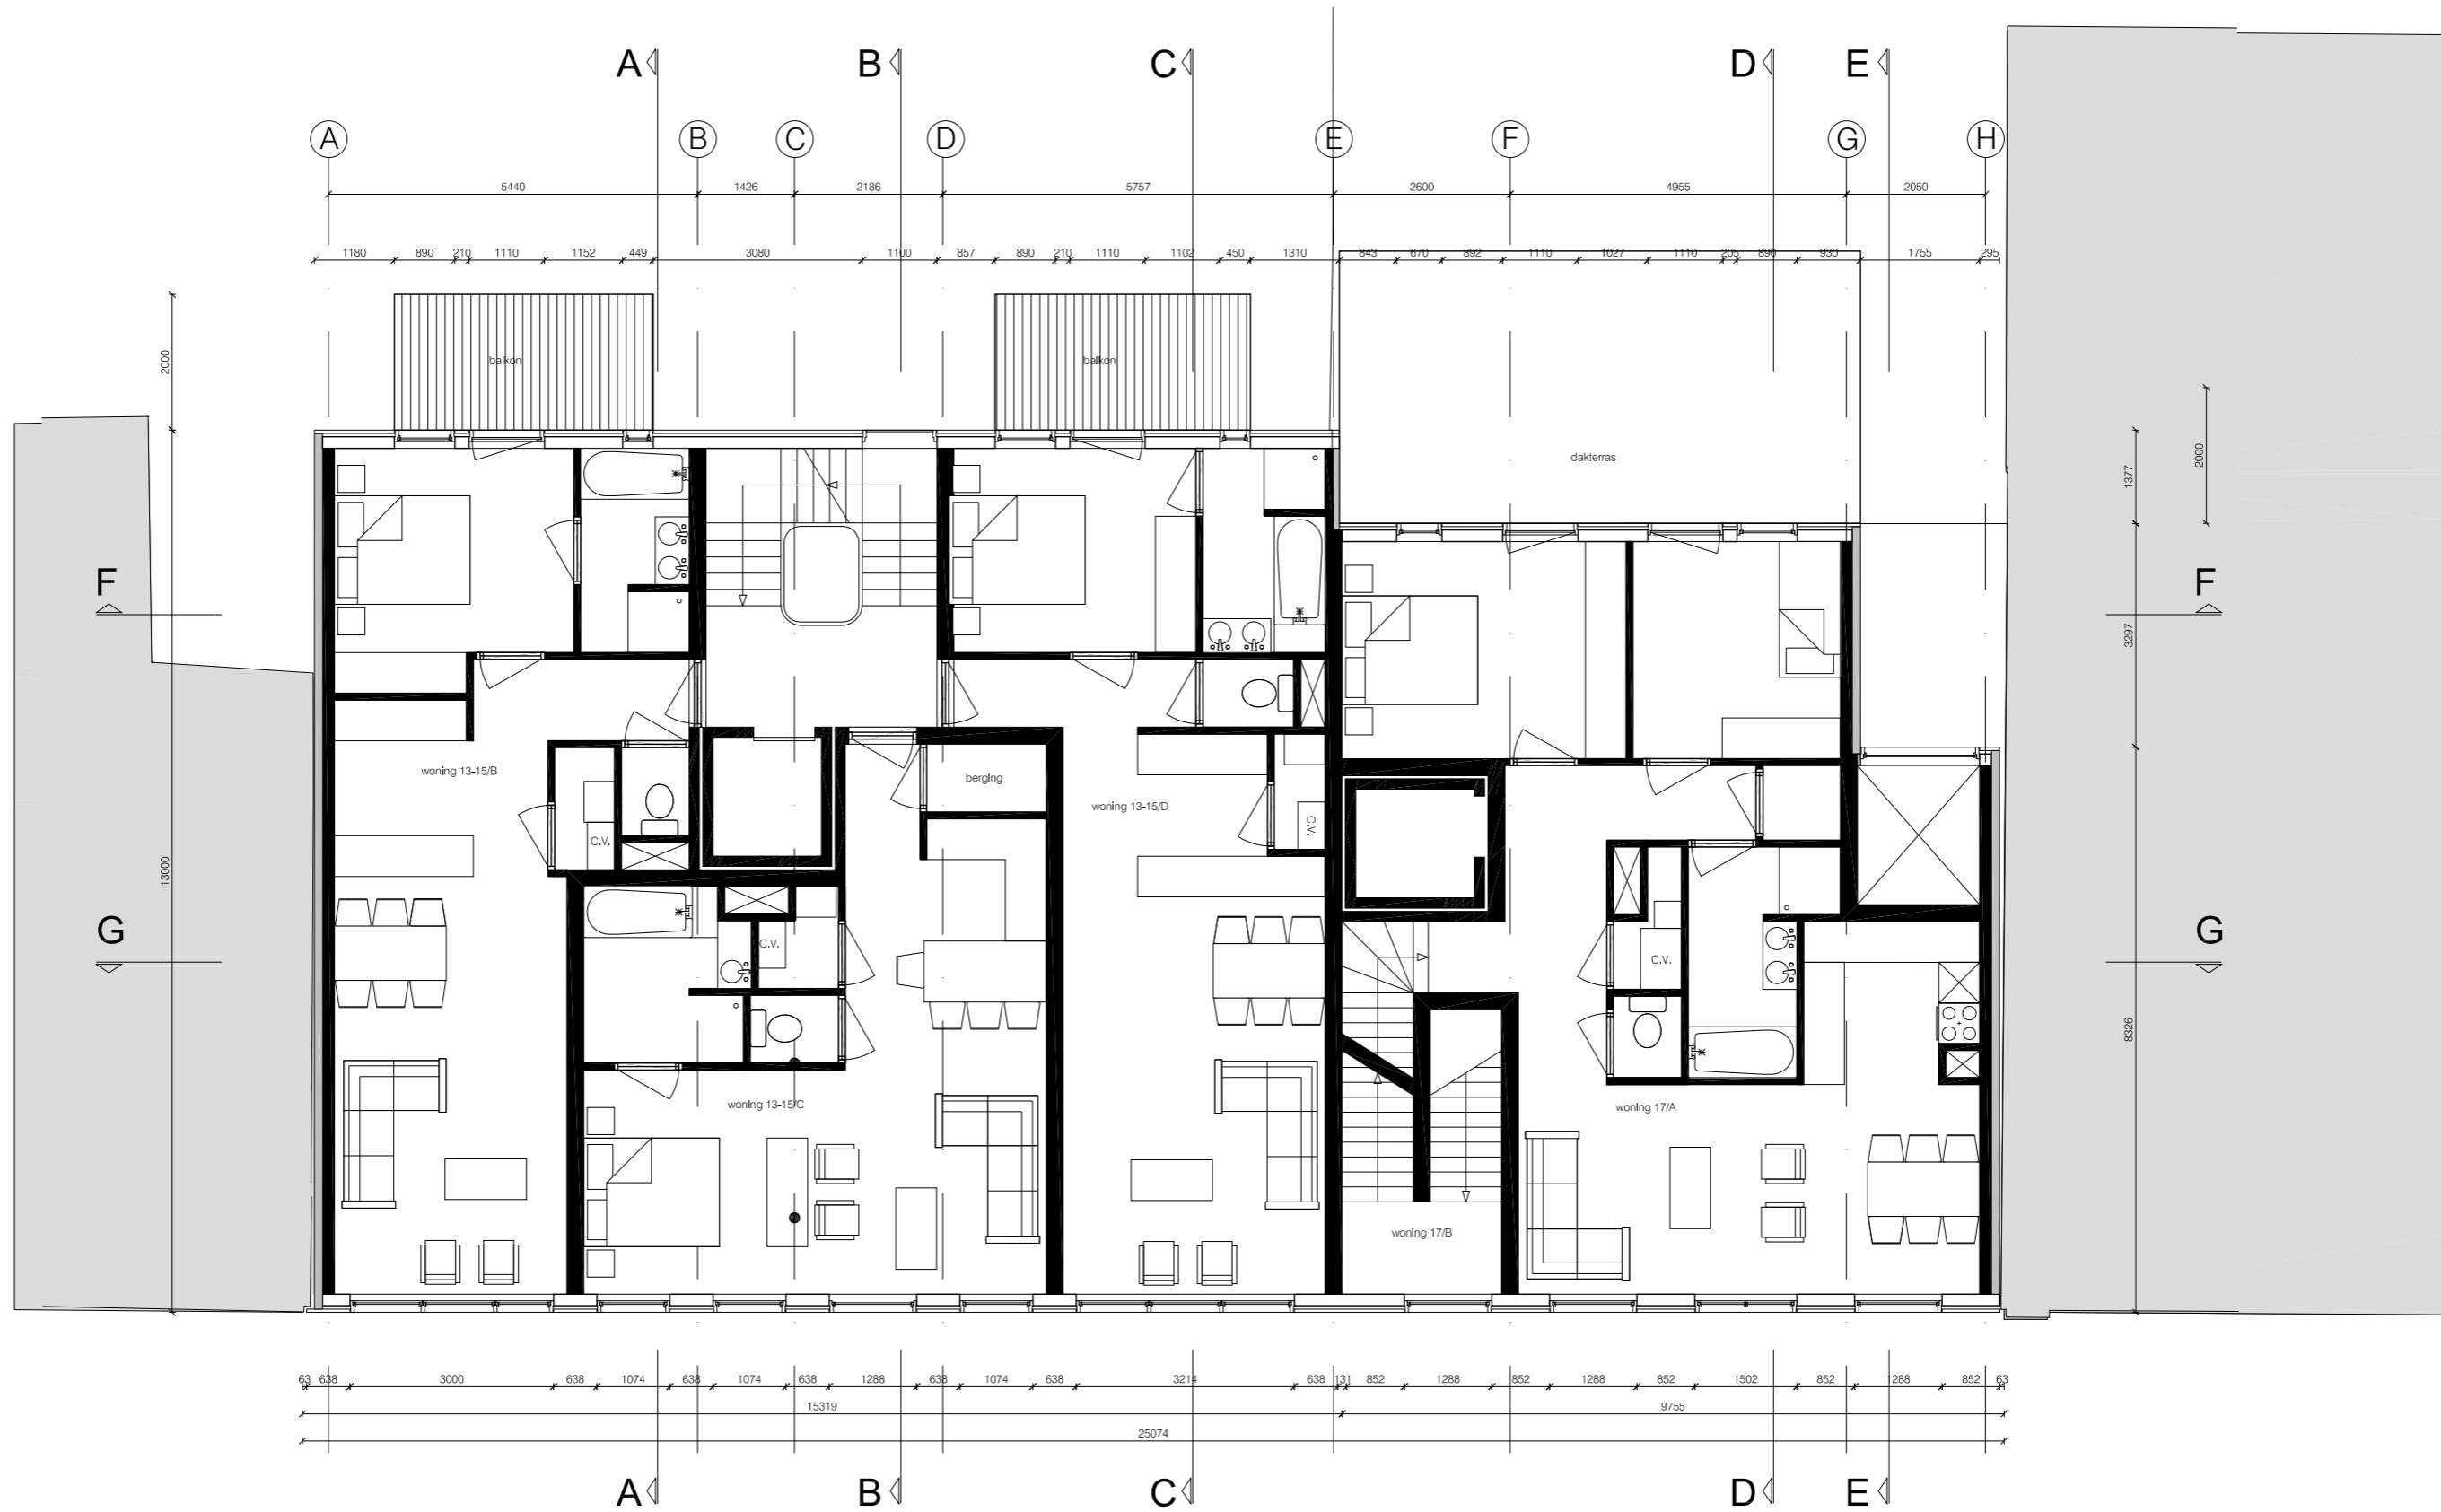 A B C D E
A B C D E F G H
5440 1426 2186 5757 2600 4955 2050
1180 890 210 1110 1152 449 3080 1100 857 890 210 1110 1102 450 1310 843 670 892 1110 1027 1110 205 890 930 1755 295
2000
balkon balkon
dakterras
1377
2000
F F
3297
woning 13-15/B
berging
woning 13-15/D
C.V.
C.V.
13000
G G
C.V.
C.V.
8326
woning 13-15/C
woning 17/A
woning 17/B
63 638 3000 638 1074 638 1074 638 1288 638 1074 638 3214 638 131 852 1288 852 1288 852 1502 852 1288 852 63
15319 9755
25074
A B C D E